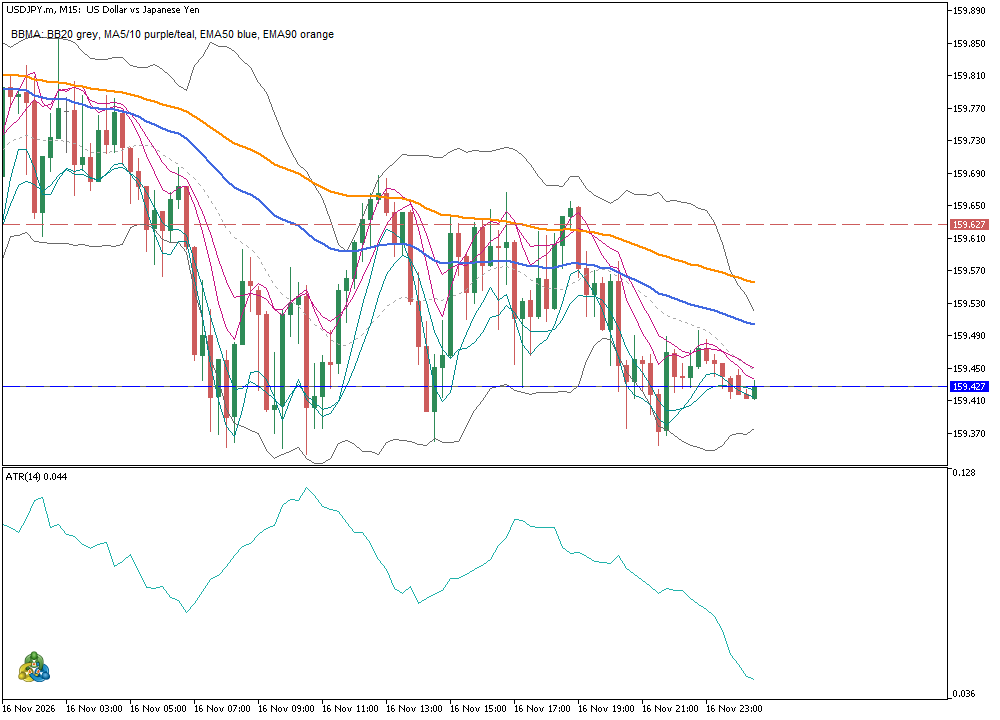 USDJPY.m, M15: US Dollar vs Japanese Yen
BBMA: BB20 grey, MA5/10 purple/teal, EMA50 blue, EMA90 orange
159.890
159.850
159.810
159.770
159.730
159.690
159.650
159.627
159.610
159.570
159.530
159.490
159.450
159.427
159.410
159.370
ATR(14) 0.044
0.128
0.036
16 Nov 2026
16 Nov 03:00
16 Nov 05:00
16 Nov 07:00
16 Nov 09:00
16 Nov 11:00
16 Nov 13:00
16 Nov 15:00
16 Nov 17:00
16 Nov 19:00
16 Nov 21:00
16 Nov 23:00